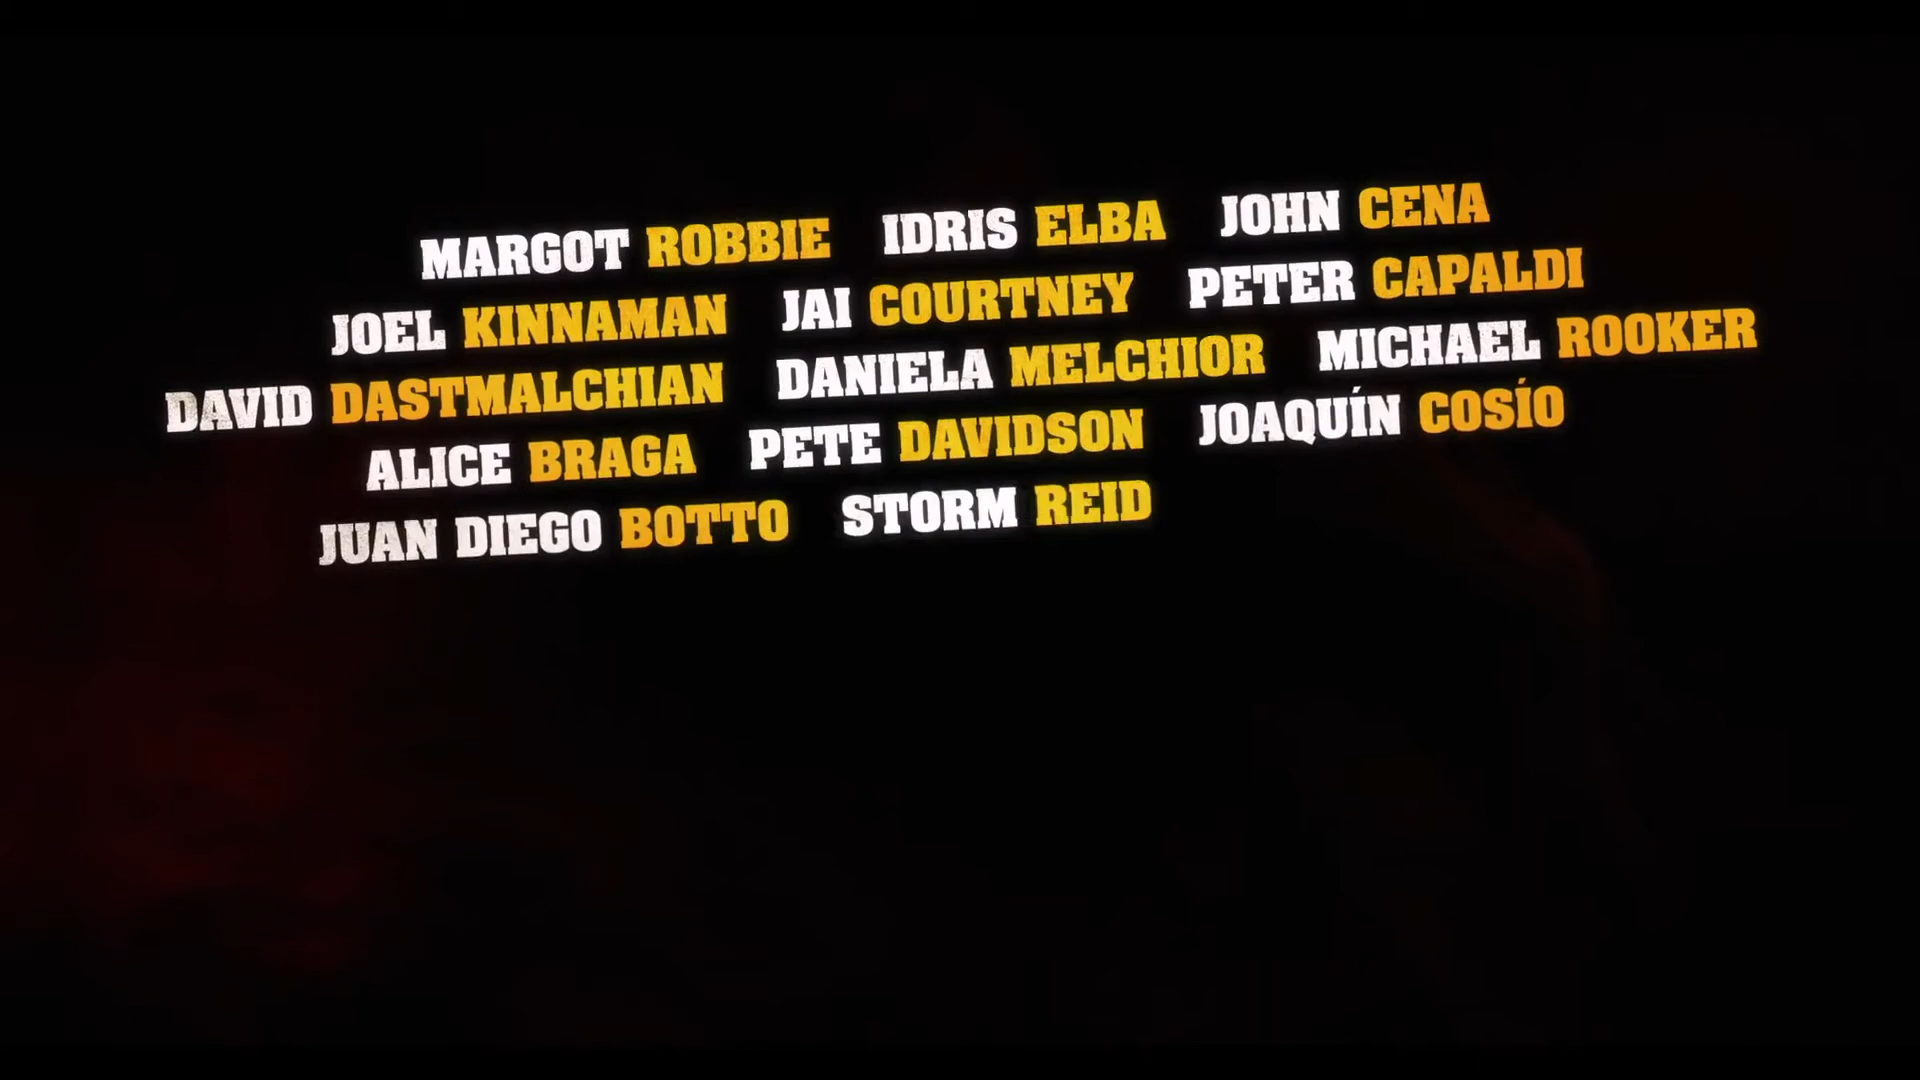 MARGOT ROBBIE IDRIS ELBA JOHN CENA
JOEL KINNAMAN JAI COURTNEY PETER CAPALDI
DAVID DASTMALCHIAN DANIELA MELCHIOR MICHAEL ROOKER
ALICE BRAGA PETE DAVIDSON JOAQUÍN COSÍO
JUAN DIEGO BOTTO STORM REID